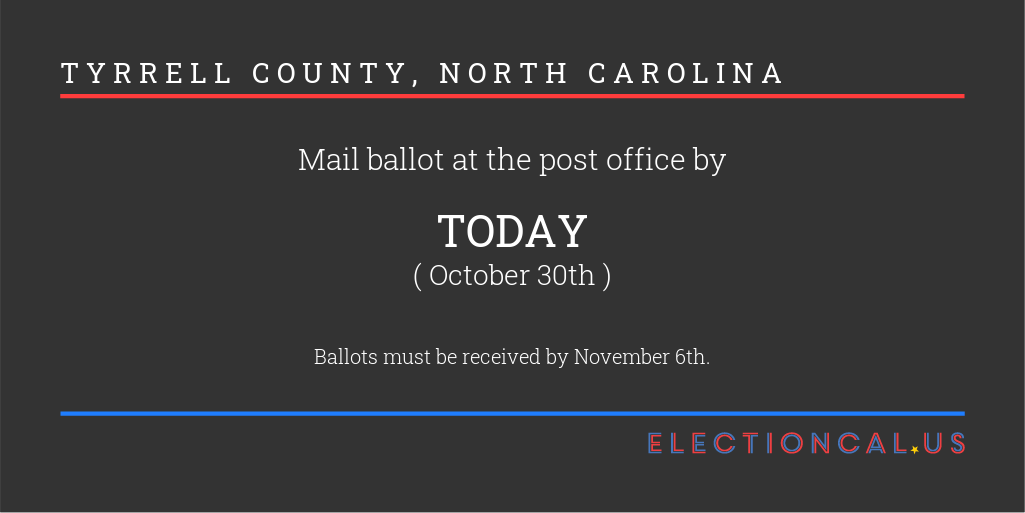 TYRRELL COUNTY, NORTH CAROLINA
Mail ballot at the post office by
TODAY
( October 30th )
Ballots must be received by November 6th.
ELECTIONCAL.US